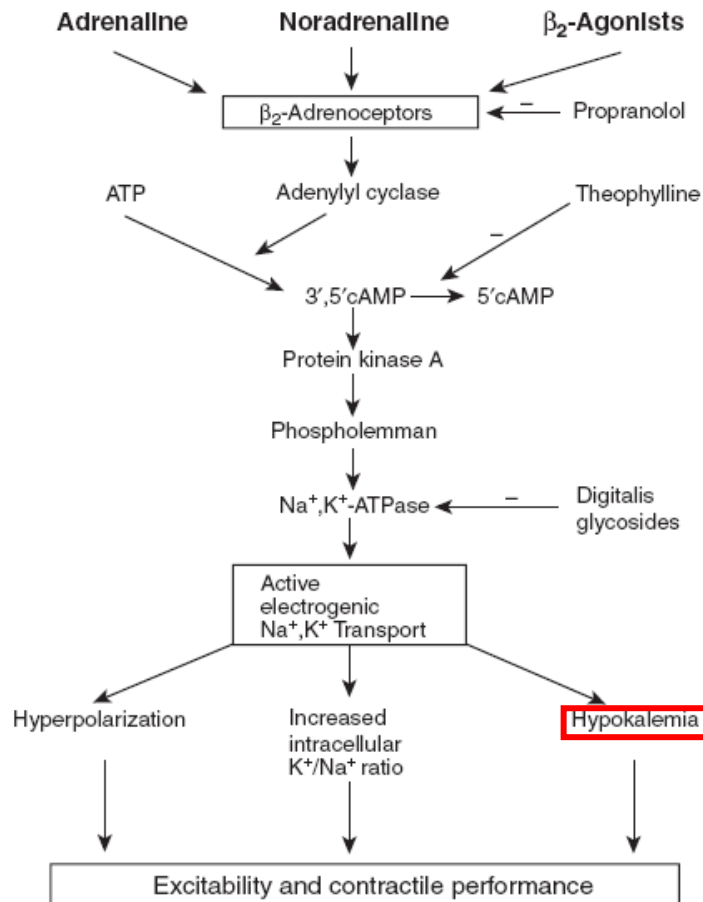 Adrenaline Noradrenaline β₂-Agonists
β₂-Adrenoceptors
– Propranolol
ATP
Adenylyl cyclase
Theophylline
–
3′,5′cAMP 5′cAMP
Protein kinase A
Phospholemman
Na⁺,K⁺-ATPase
–
Digitalis
glycosides
Active
electrogenic
Na⁺,K⁺ Transport
Hyperpolarization
Increased
intracellular
K⁺/Na⁺ ratio
Hypokalemia
Excitability and contractile performance